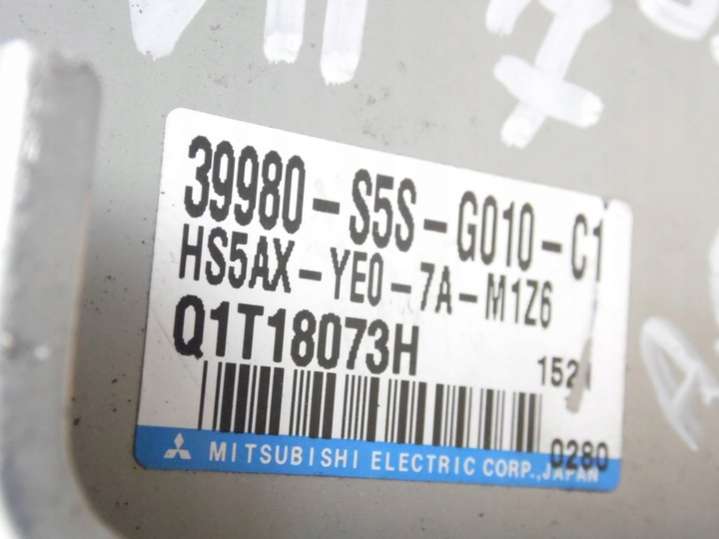 39980-S5S-G010-C1
HS5AX-YE0-7A-M1Z6
Q1T18073H
152
0280
MITSUBISHI ELECTRIC CORP., JAPAN